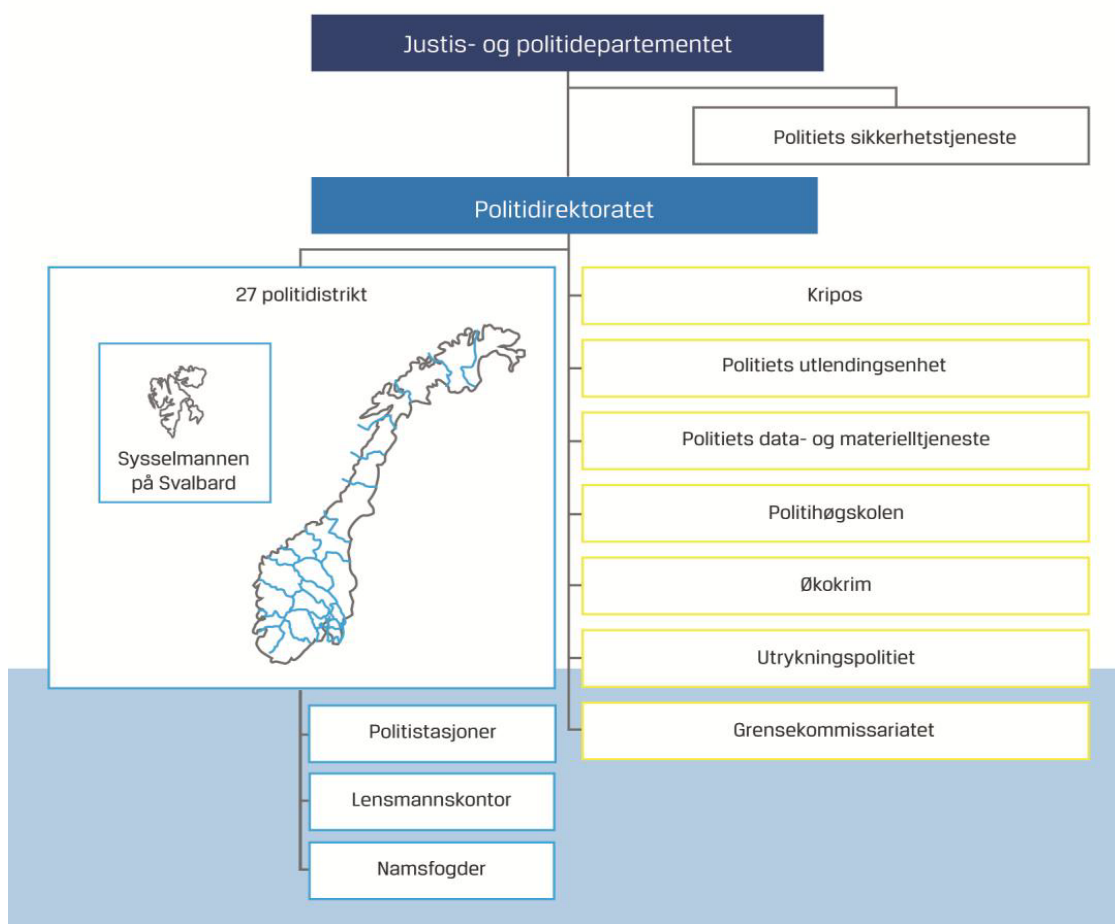 Justis- og politidepartementet
Politiets sikkerhetstjeneste
Politidirektoratet
27 politidistrikt
Sysselmannen
på Svalbard
Kripos
Politiets utlendingsenhet
Politiets data- og materielltjeneste
Politihøgskolen
Økokrim
Utrykningspolitiet
Grensekommissariatet
Politistasjoner
Lensmannskontor
Namsfogder